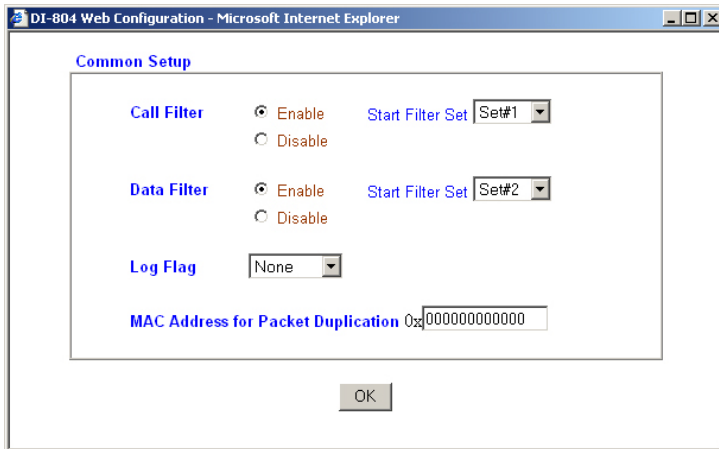 DI-804 Web Configuration - Microsoft Internet Explorer
Common Setup
Call Filter Enable Start Filter Set Set#1
Disable
Data Filter Enable Start Filter Set Set#2
Disable
Log Flag None
MAC Address for Packet Duplication 0x 000000000000
OK